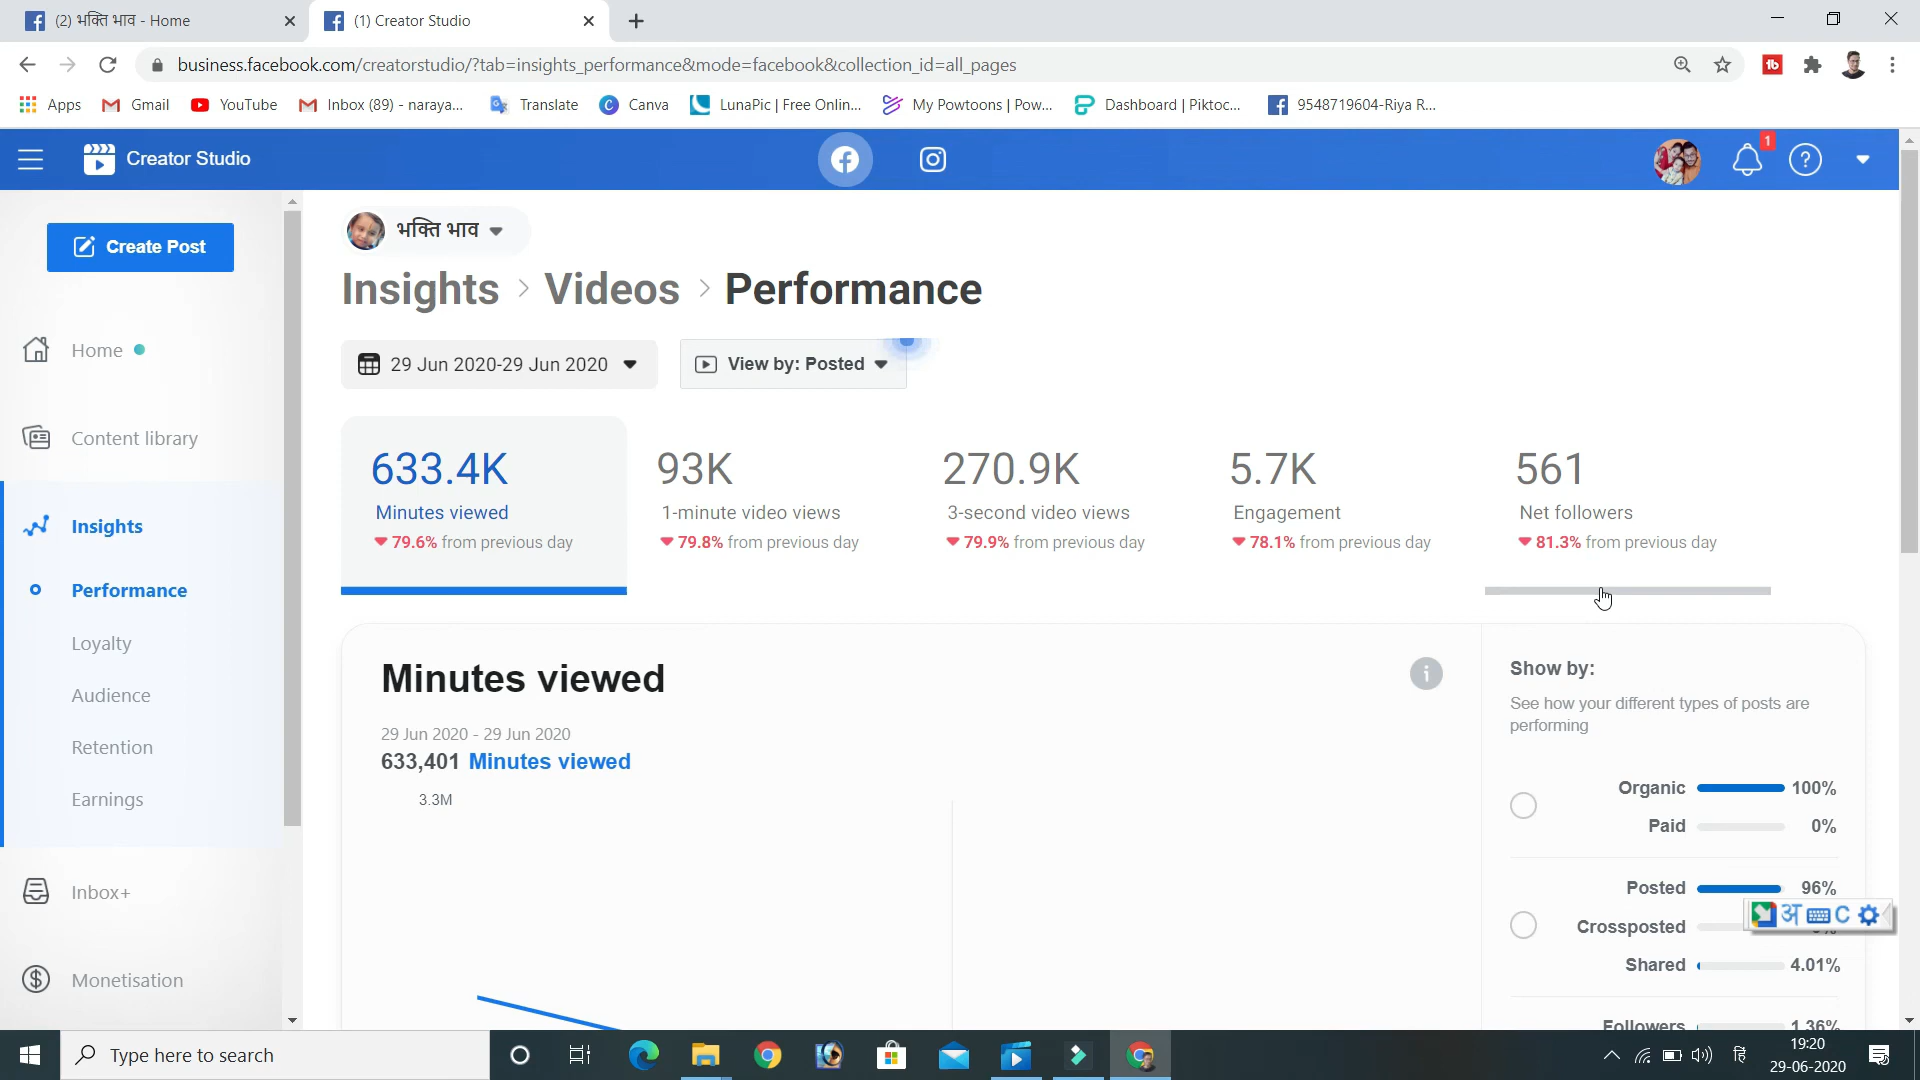 (2) भक्ति भाव - Home
(1) Creator Studio
business.facebook.com/creatorstudio/?tab=insights_performance&mode=facebook&collection_id=all_pages
Apps
Gmail
YouTube
Inbox (89) - naraya...
Translate
Canva
LunaPic | Free Onlin...
My Powtoons | Pow...
Dashboard | Piktoc...
9548719604-Riya R...
Creator Studio
1
Create Post
Home
Content library
Insights
Performance
Loyalty
Audience
Retention
Earnings
Inbox+
Monetisation
भक्ति भाव
Insights > Videos > Performance
29 Jun 2020-29 Jun 2020
View by: Posted
633.4K
Minutes viewed
79.6% from previous day
93K
1-minute video views
79.8% from previous day
270.9K
3-second video views
79.9% from previous day
5.7K
Engagement
78.1% from previous day
561
Net followers
81.3% from previous day
Minutes viewed
29 Jun 2020 - 29 Jun 2020
633,401 Minutes viewed
3.3M
Show by:
See how your different types of posts are
performing
Organic 100%
Paid 0%
Posted 96%
Crossposted
Shared 4.01%
Followers 1.36%
अ C
Type here to search
हि
19:20
29-06-2020